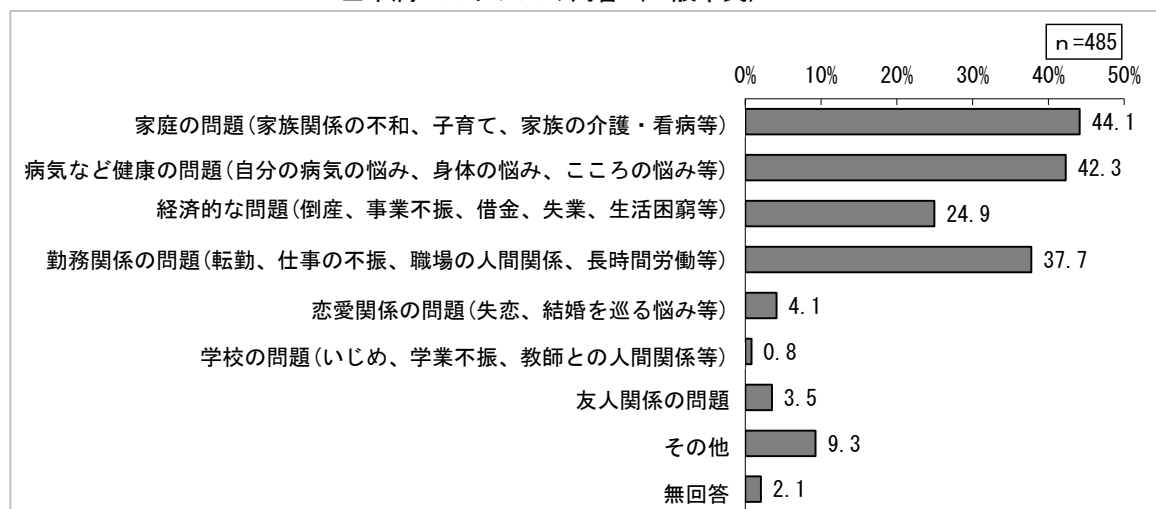 n=485
0% 10% 20% 30% 40% 50%
家庭の問題(家族関係の不和、子育て、家族の介護・看病等) 44.1
病気など健康の問題(自分の病気の悩み、身体の悩み、こころの悩み等) 42.3
経済的な問題(倒産、事業不振、借金、失業、生活困窮等) 24.9
勤務関係の問題(転勤、仕事の不振、職場の人間関係、長時間労働等) 37.7
恋愛関係の問題(失恋、結婚を巡る悩み等) 4.1
学校の問題(いじめ、学業不振、教師との人間関係等) 0.8
友人関係の問題 3.5
その他 9.3
無回答 2.1